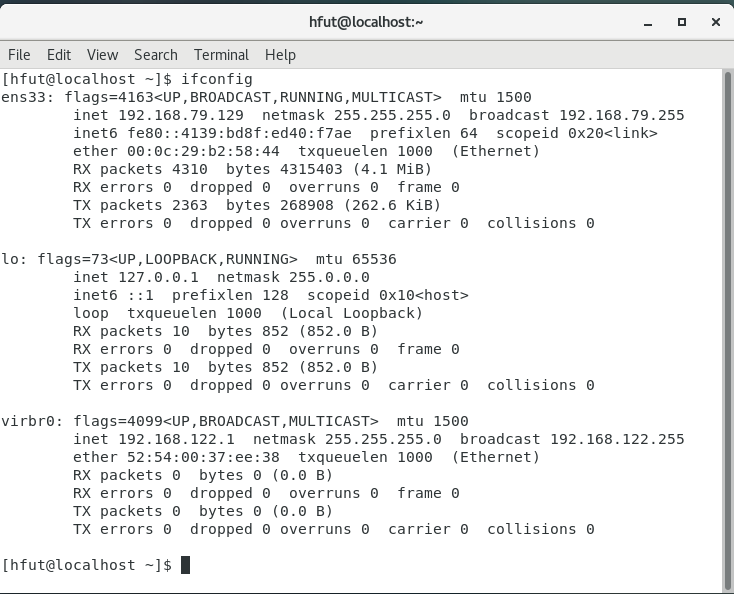 hfut@localhost:~
File Edit View Search Terminal Help
[hfut@localhost ~]$ ifconfig
ens33: flags=4163<UP,BROADCAST,RUNNING,MULTICAST>  mtu 1500
        inet 192.168.79.129  netmask 255.255.255.0  broadcast 192.168.79.255
        inet6 fe80::4139:bd8f:ed40:f7ae  prefixlen 64  scopeid 0x20<link>
        ether 00:0c:29:b2:58:44  txqueuelen 1000  (Ethernet)
        RX packets 4310  bytes 4315403 (4.1 MiB)
        RX errors 0  dropped 0  overruns 0  frame 0
        TX packets 2363  bytes 268908 (262.6 KiB)
        TX errors 0  dropped 0 overruns 0  carrier 0  collisions 0

lo: flags=73<UP,LOOPBACK,RUNNING>  mtu 65536
        inet 127.0.0.1  netmask 255.0.0.0
        inet6 ::1  prefixlen 128  scopeid 0x10<host>
        loop  txqueuelen 1000  (Local Loopback)
        RX packets 10  bytes 852 (852.0 B)
        RX errors 0  dropped 0  overruns 0  frame 0
        TX packets 10  bytes 852 (852.0 B)
        TX errors 0  dropped 0 overruns 0  carrier 0  collisions 0

virbr0: flags=4099<UP,BROADCAST,MULTICAST>  mtu 1500
        inet 192.168.122.1  netmask 255.255.255.0  broadcast 192.168.122.255
        ether 52:54:00:37:ee:38  txqueuelen 1000  (Ethernet)
        RX packets 0  bytes 0 (0.0 B)
        RX errors 0  dropped 0  overruns 0  frame 0
        TX packets 0  bytes 0 (0.0 B)
        TX errors 0  dropped 0 overruns 0  carrier 0  collisions 0

[hfut@localhost ~]$